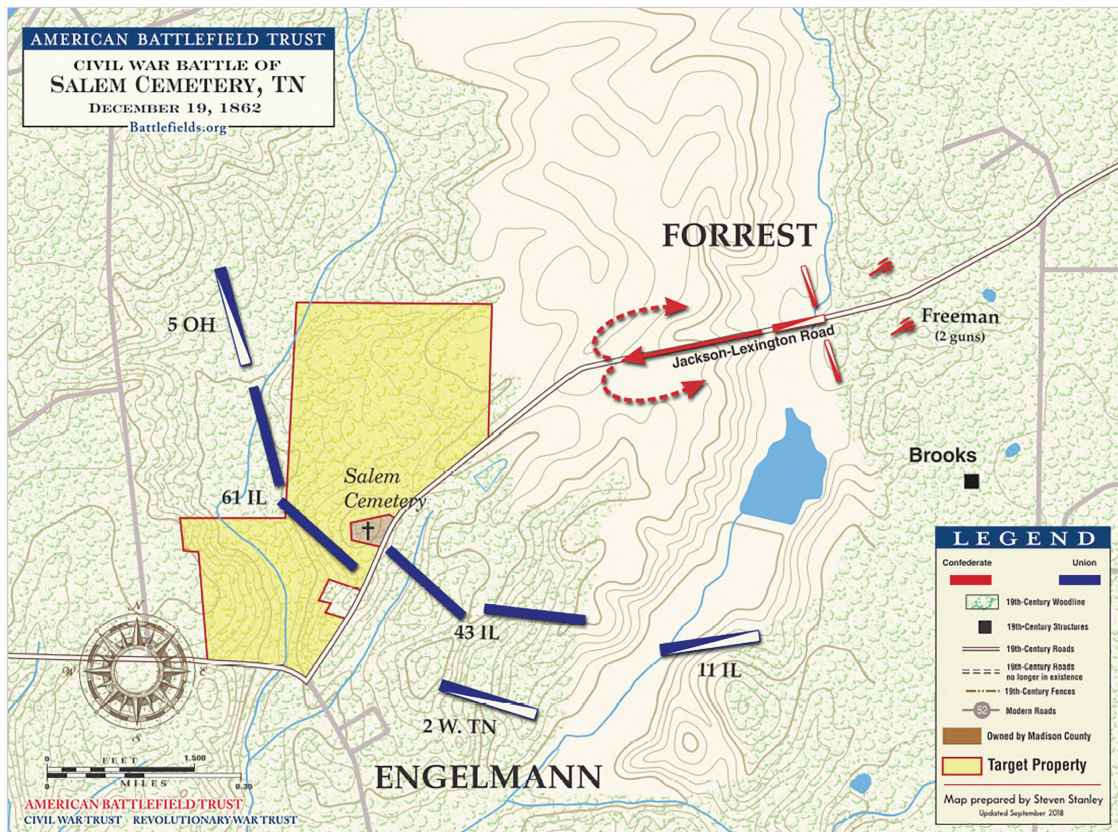 AMERICAN BATTLEFIELD TRUST
CIVIL WAR BATTLE OF
SALEM CEMETERY, TN
DECEMBER 19, 1862
Battlefields.org
FORREST
5 OH
Jackson-Lexington Road
Freeman
(2 guns)
Salem
Cemetery
61 IL
Brooks
43 IL
11 IL
2 W. TN
ENGELMANN
N
W
E
S
0 FEET 1,500
0 MILES 0.30
AMERICAN BATTLEFIELD TRUST
CIVIL WAR TRUST REVOLUTIONARY WAR TRUST
LEGEND
Confederate Union
19th-Century Woodline
19th-Century Structures
19th-Century Roads
19th-Century Roads
no longer in existence
19th-Century Fences
52 Modern Roads
Owned by Madison County
Target Property
Map prepared by Steven Stanley
Updated September 2018